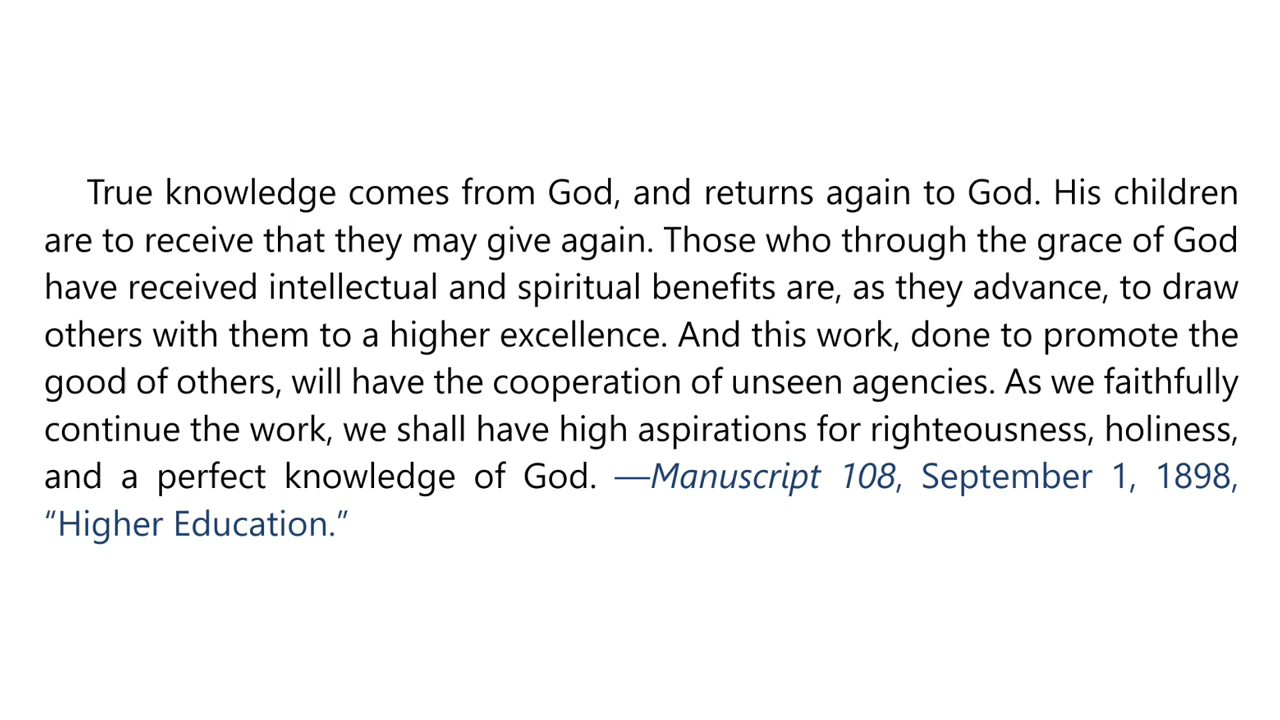 True knowledge comes from God, and returns again to God. His children
are to receive that they may give again. Those who through the grace of God
have received intellectual and spiritual benefits are, as they advance, to draw
others with them to a higher excellence. And this work, done to promote the
good of others, will have the cooperation of unseen agencies. As we faithfully
continue the work, we shall have high aspirations for righteousness, holiness,
and a perfect knowledge of God. —Manuscript 108, September 1, 1898,
“Higher Education.”